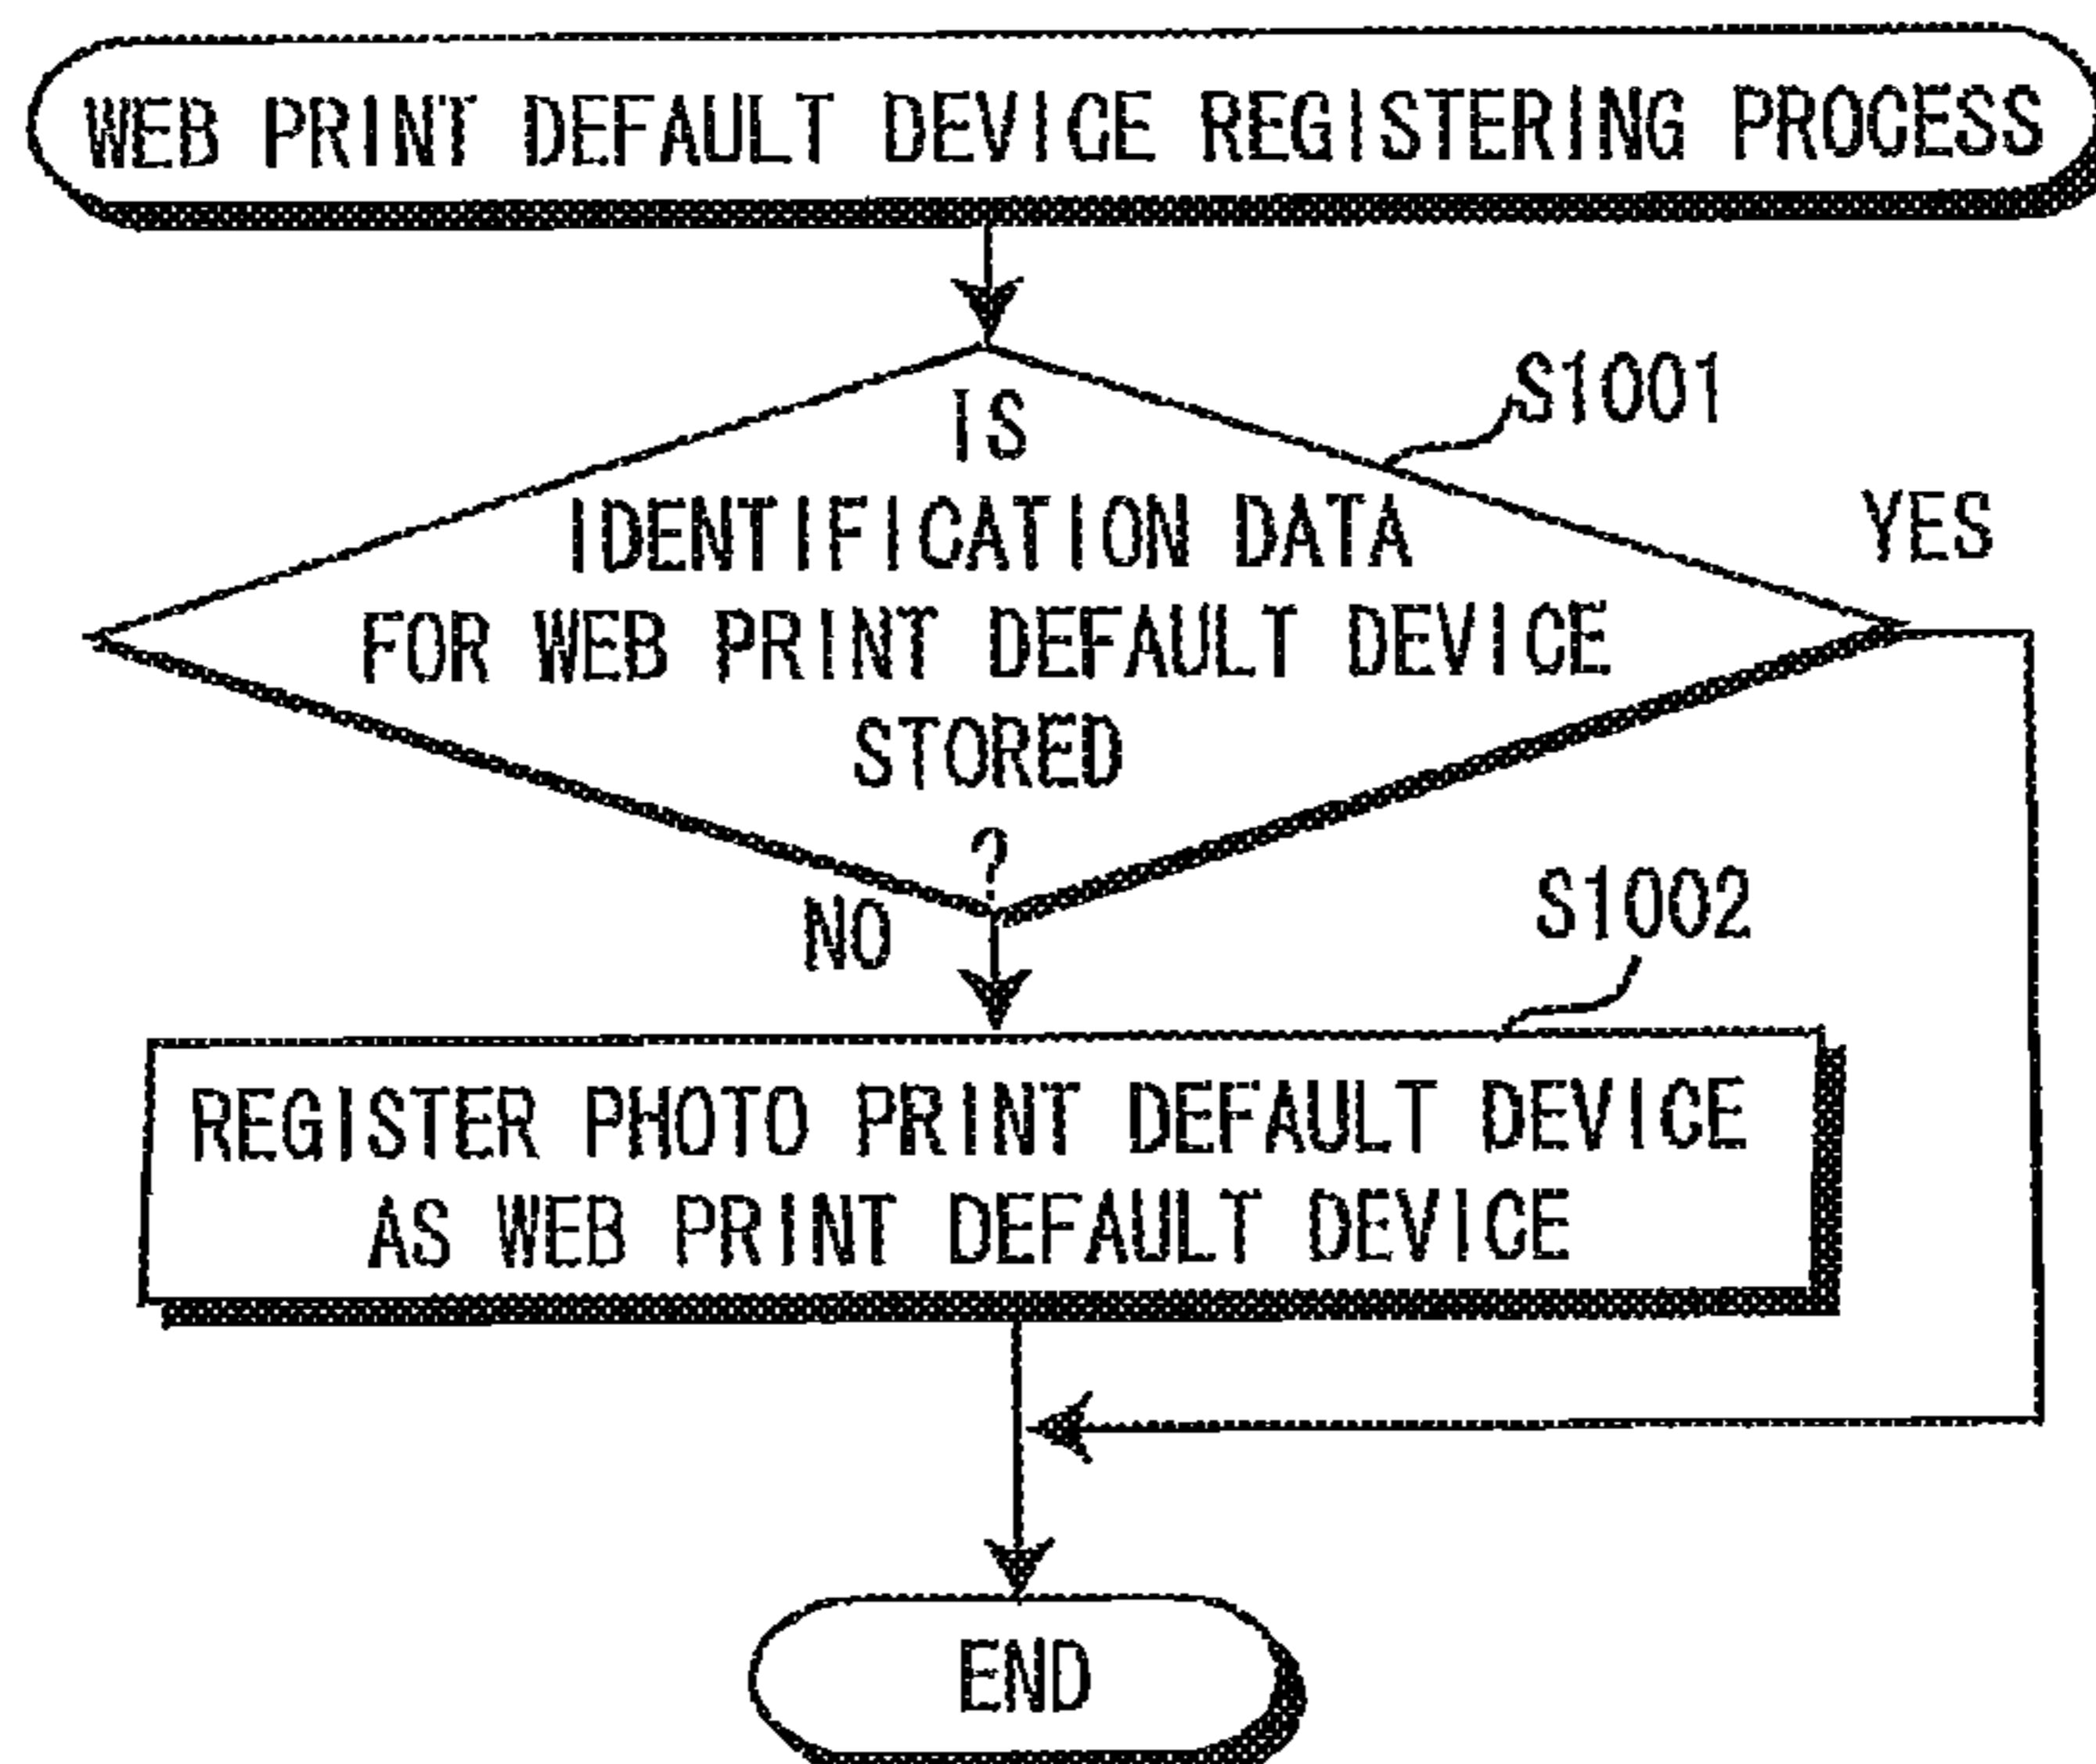 WEB PRINT DEFAULT DEVICE REGISTERING PROCESS
S1001
IS
IDENTIFICATION DATA
FOR WEB PRINT DEFAULT DEVICE
STORED
?
YES
NO
S1002
REGISTER PHOTO PRINT DEFAULT DEVICE
AS WEB PRINT DEFAULT DEVICE
END